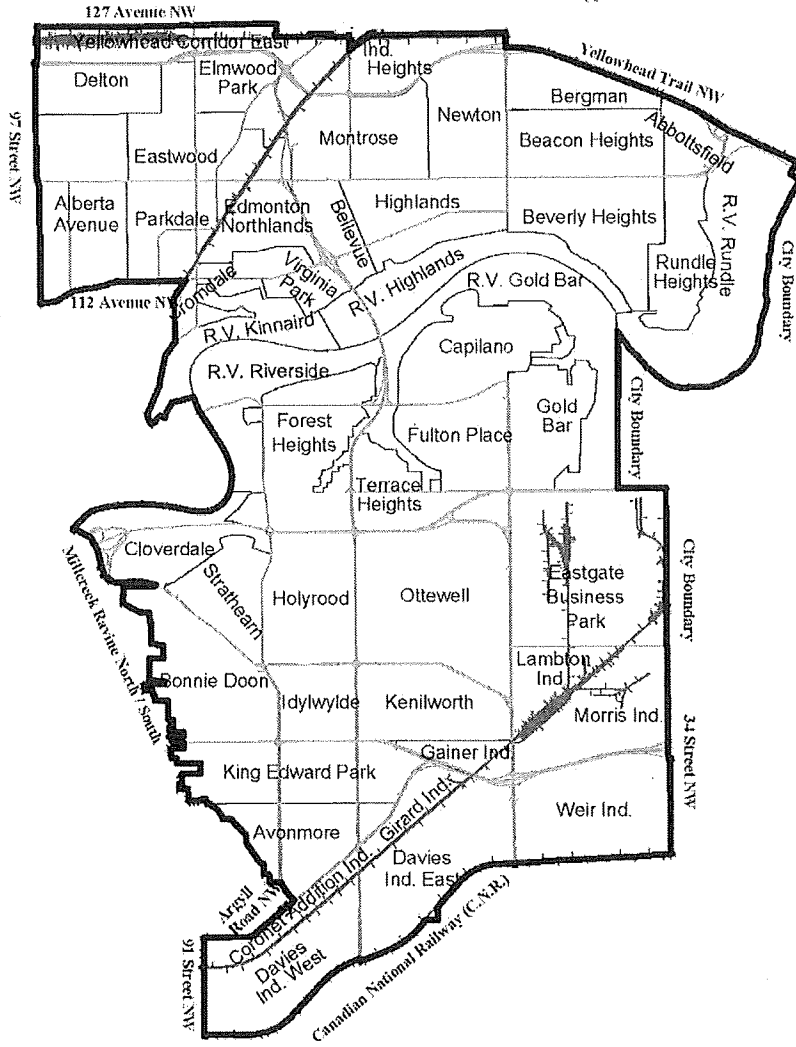 127 Avenue NW
Yellowhead Corridor East
Ind.
Heights
Yellowhead Trail NW
Delton
Elmwood
Park
Bergman
Newton
Montrose
Beacon Heights
Abbottsfield
97 Street NW
Eastwood
Alberta
Avenue
Parkdale
Edmonton
Northlands
Bellevue
Highlands
Beverly Heights
R.V. Rundle
Rundle
Heights
City Boundary
112 Avenue NW
Cromdale
Virginia
Park
R.V. Highlands
R.V. Gold Bar
R.V. Kinnaird
R.V. Riverside
Capilano
City Boundary
Gold
Bar
Forest
Heights
Fulton Place
Terrace
Heights
Cloverdale
Strathearn
Holyrood
Ottewell
Eastgate
Business
Park
City Boundary
Millcreek Ravine North / South
Bonnie Doon
Idylwylde
Kenilworth
Lambton
Ind.
Morris Ind.
34 Street NW
Gainer Ind.
King Edward Park
Girard Ind.
Weir Ind.
Avonmore
Davies
Ind. East
Argyll
Road NW
Coronet Addition Ind.
Davies
Ind. West
91 Street NW
Canadian National Railway (C.N.R.)